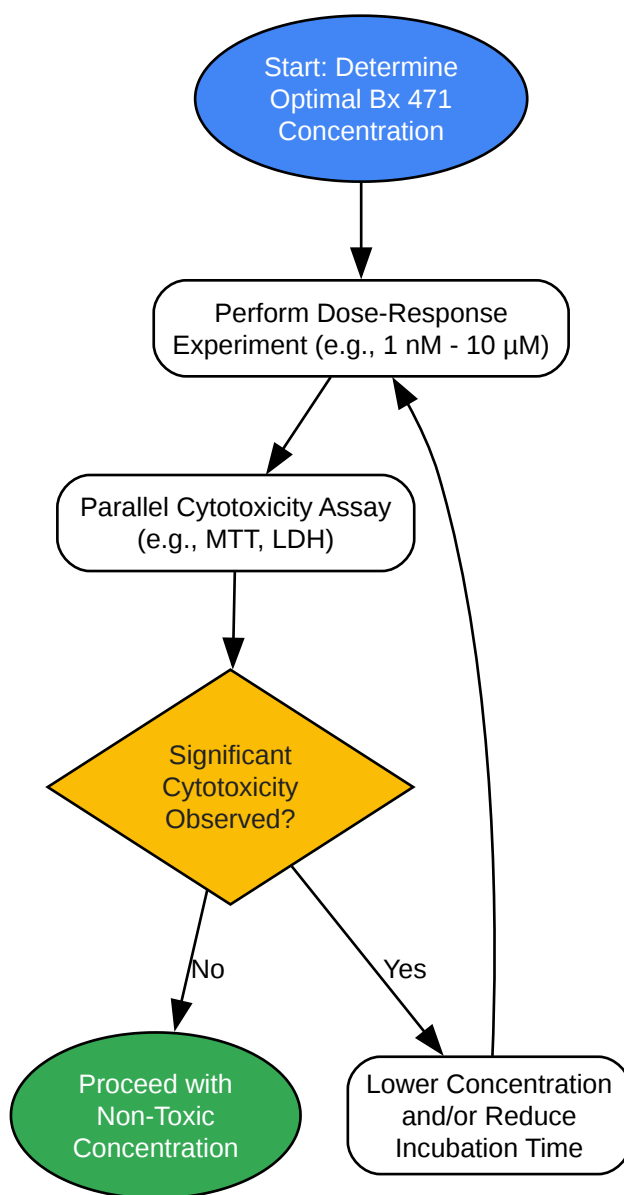 Start: Determine
Optimal Bx 471
Concentration
Perform Dose-Response
Experiment (e.g., 1 nM - 10 µM)
Parallel Cytotoxicity Assay
(e.g., MTT, LDH)
Significant
Cytotoxicity
Observed?
No
Yes
Proceed with
Non-Toxic
Concentration
Lower Concentration
and/or Reduce
Incubation Time